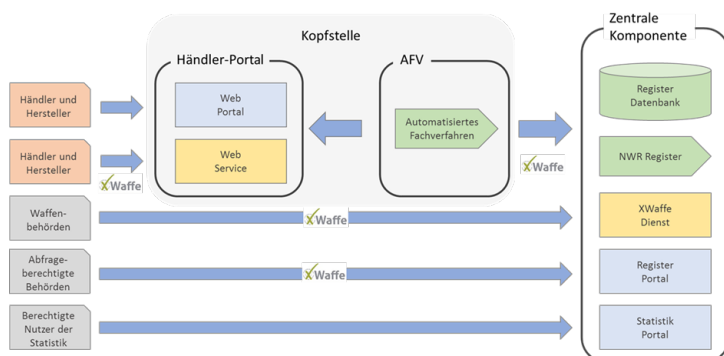 Zentrale
Komponente
Kopfstelle
Händler-Portal
AFV
Händler und
Hersteller
Web
Portal
Automatisiertes
Fachverfahren
Register
Datenbank
Händler und
Hersteller
XWaffe
Web
Service
XWaffe
NWR Register
Waffen-
behörden
XWaffe
XWaffe
Dienst
Abfrage-
berechtigte
Behörden
XWaffe
Register
Portal
Berechtigte
Nutzer der
Statistik
Statistik
Portal